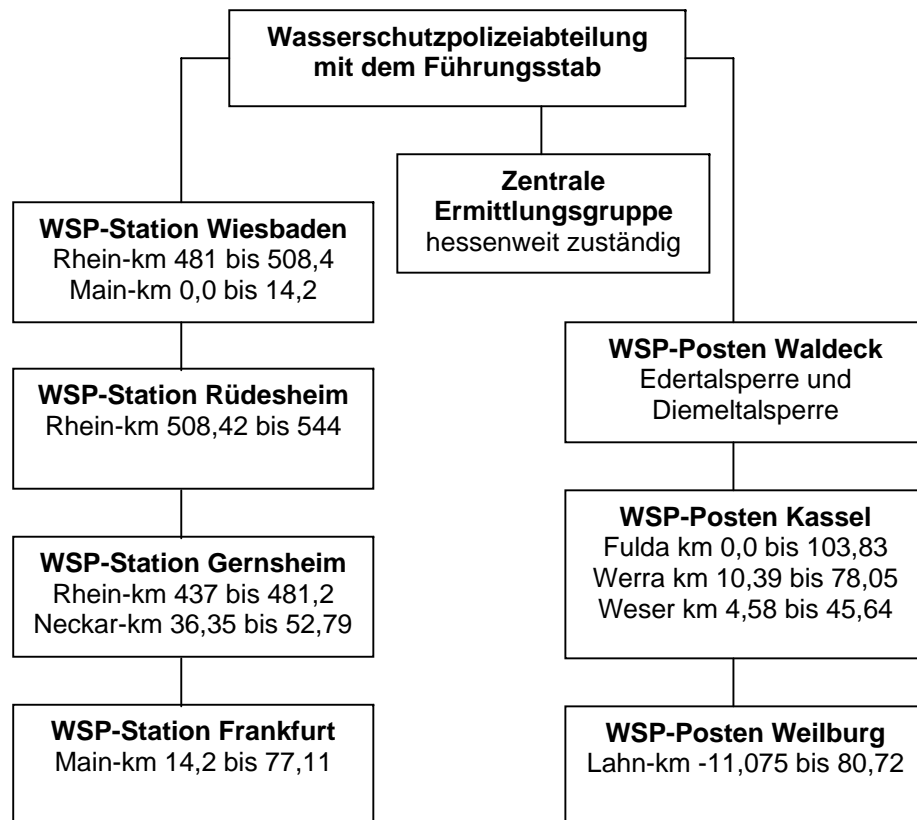 Wasserschutzpolizeiabteilung
mit dem Führungsstab
Zentrale
Ermittlungsgruppe
hessenweit zuständig
WSP-Station Wiesbaden
Rhein-km 481 bis 508,4
Main-km 0,0 bis 14,2
WSP-Station Rüdesheim
Rhein-km 508,42 bis 544
WSP-Station Gernsheim
Rhein-km 437 bis 481,2
Neckar-km 36,35 bis 52,79
WSP-Station Frankfurt
Main-km 14,2 bis 77,11
WSP-Posten Waldeck
Edertalsperre und
Diemeltalsperre
WSP-Posten Kassel
Fulda km 0,0 bis 103,83
Werra km 10,39 bis 78,05
Weser km 4,58 bis 45,64
WSP-Posten Weilburg
Lahn-km -11,075 bis 80,72